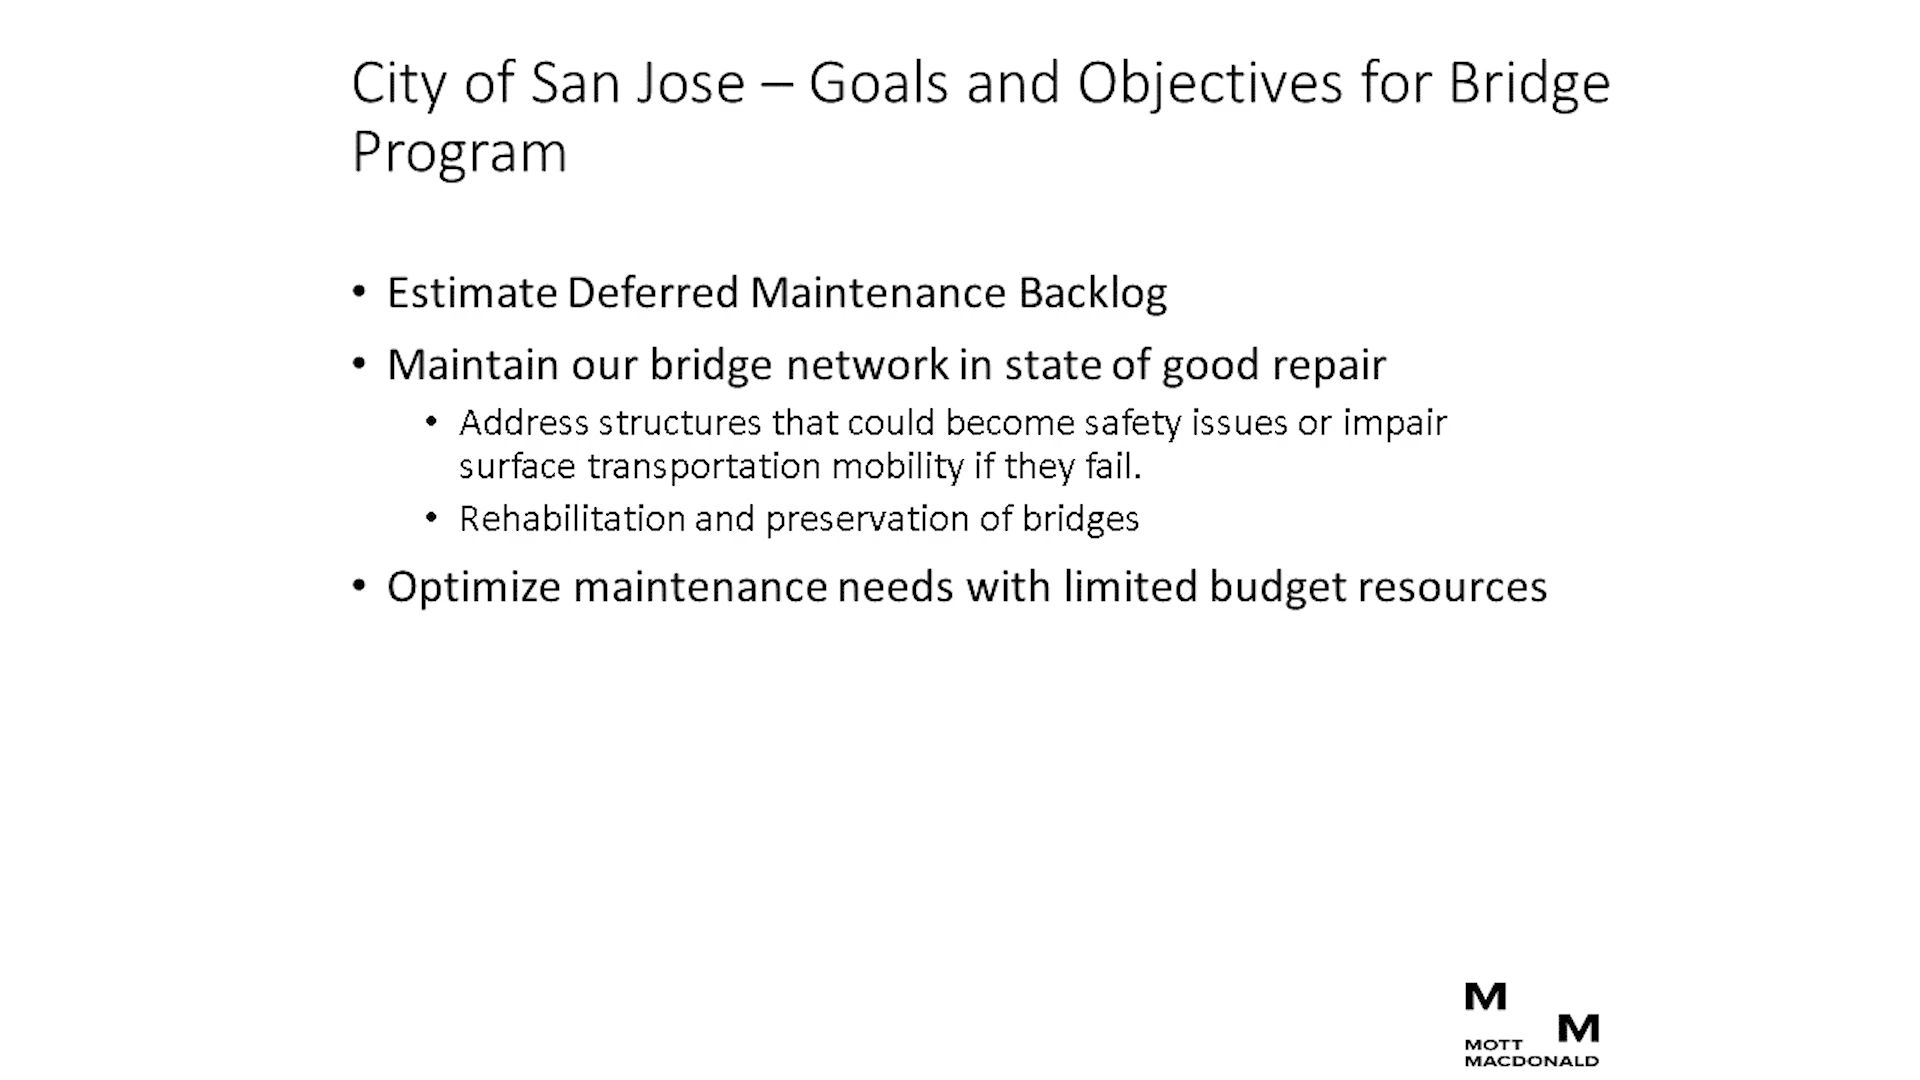 City of San Jose – Goals and Objectives for Bridge
Program
• Estimate Deferred Maintenance Backlog
• Maintain our bridge network in state of good repair
• Address structures that could become safety issues or impair
surface transportation mobility if they fail.
• Rehabilitation and preservation of bridges
• Optimize maintenance needs with limited budget resources
M
M
MOTT
MACDONALD